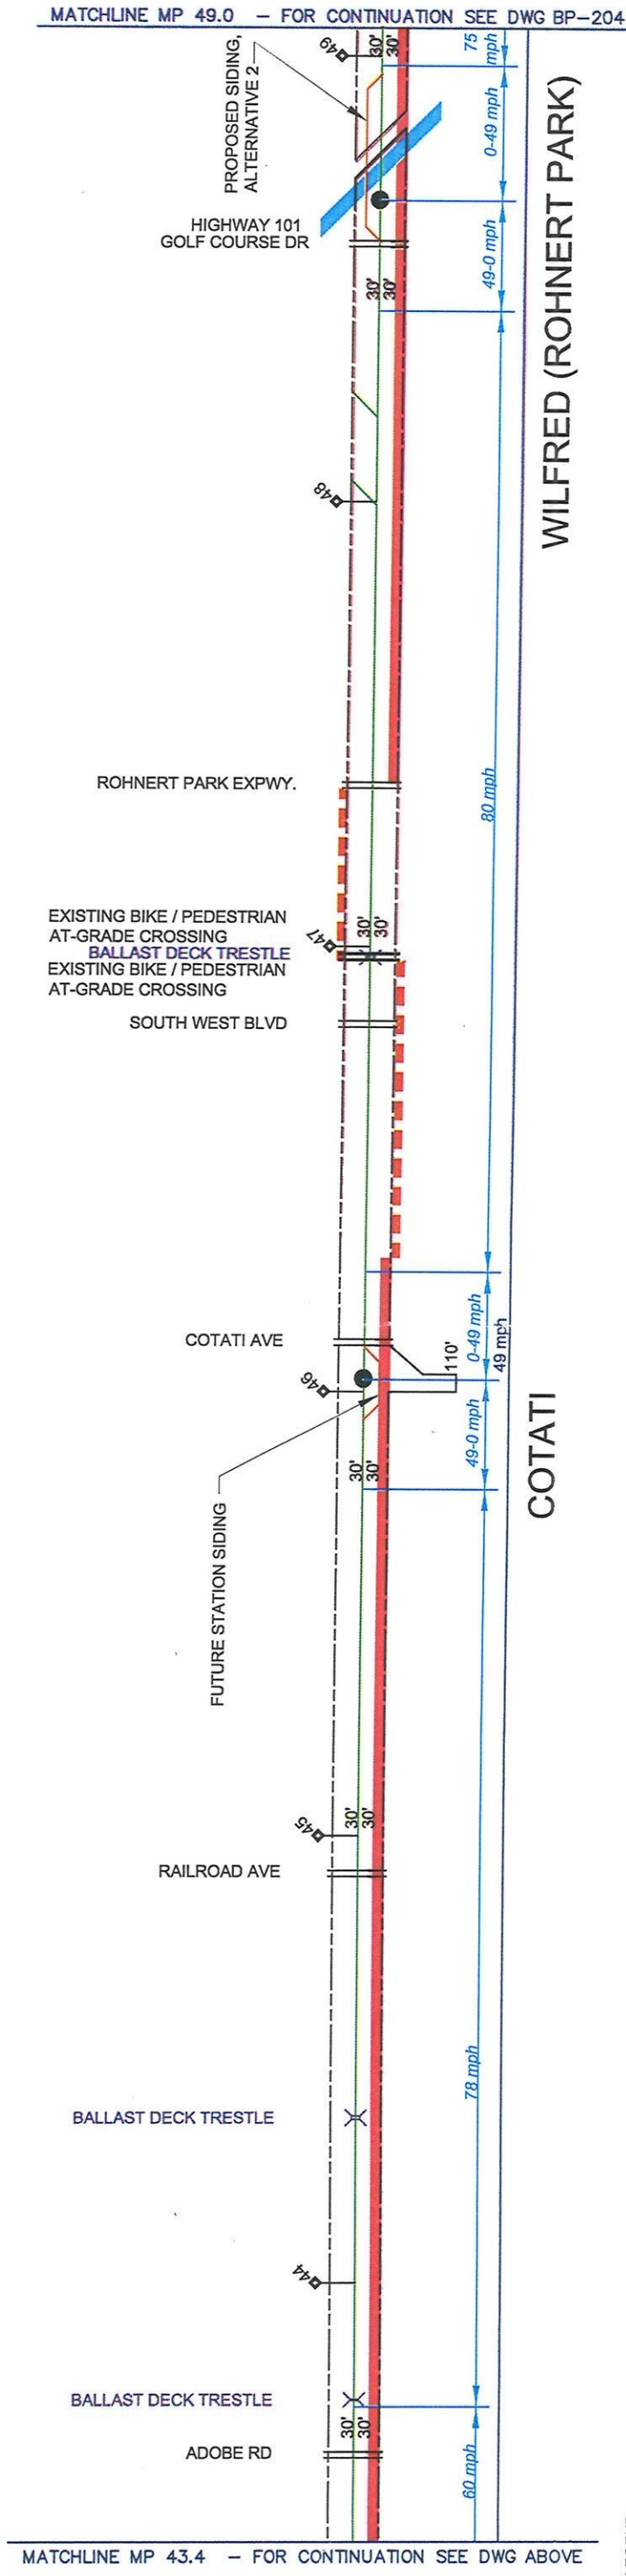 MATCHLINE MP 49.0 – FOR CONTINUATION SEE DWG BP-204
49
30'
30'
75
mph
PROPOSED SIDING,
ALTERNATIVE 2
0-49 mph
HIGHWAY 101
GOLF COURSE DR
49-0 mph
30'
30'
WILFRED (ROHNERT PARK)
48
ROHNERT PARK EXPWY.
80 mph
EXISTING BIKE / PEDESTRIAN
AT-GRADE CROSSING
47
30'
30'
BALLAST DECK TRESTLE
EXISTING BIKE / PEDESTRIAN
AT-GRADE CROSSING
SOUTH WEST BLVD
COTATI AVE
0-49 mph
49 mph
110'
46
49-0 mph
COTATI
30'
30'
FUTURE STATION SIDING
45
30'
30'
RAILROAD AVE
78 mph
BALLAST DECK TRESTLE
44
BALLAST DECK TRESTLE
30'
30'
ADOBE RD
60 mph
MATCHLINE MP 43.4 – FOR CONTINUATION SEE DWG ABOVE